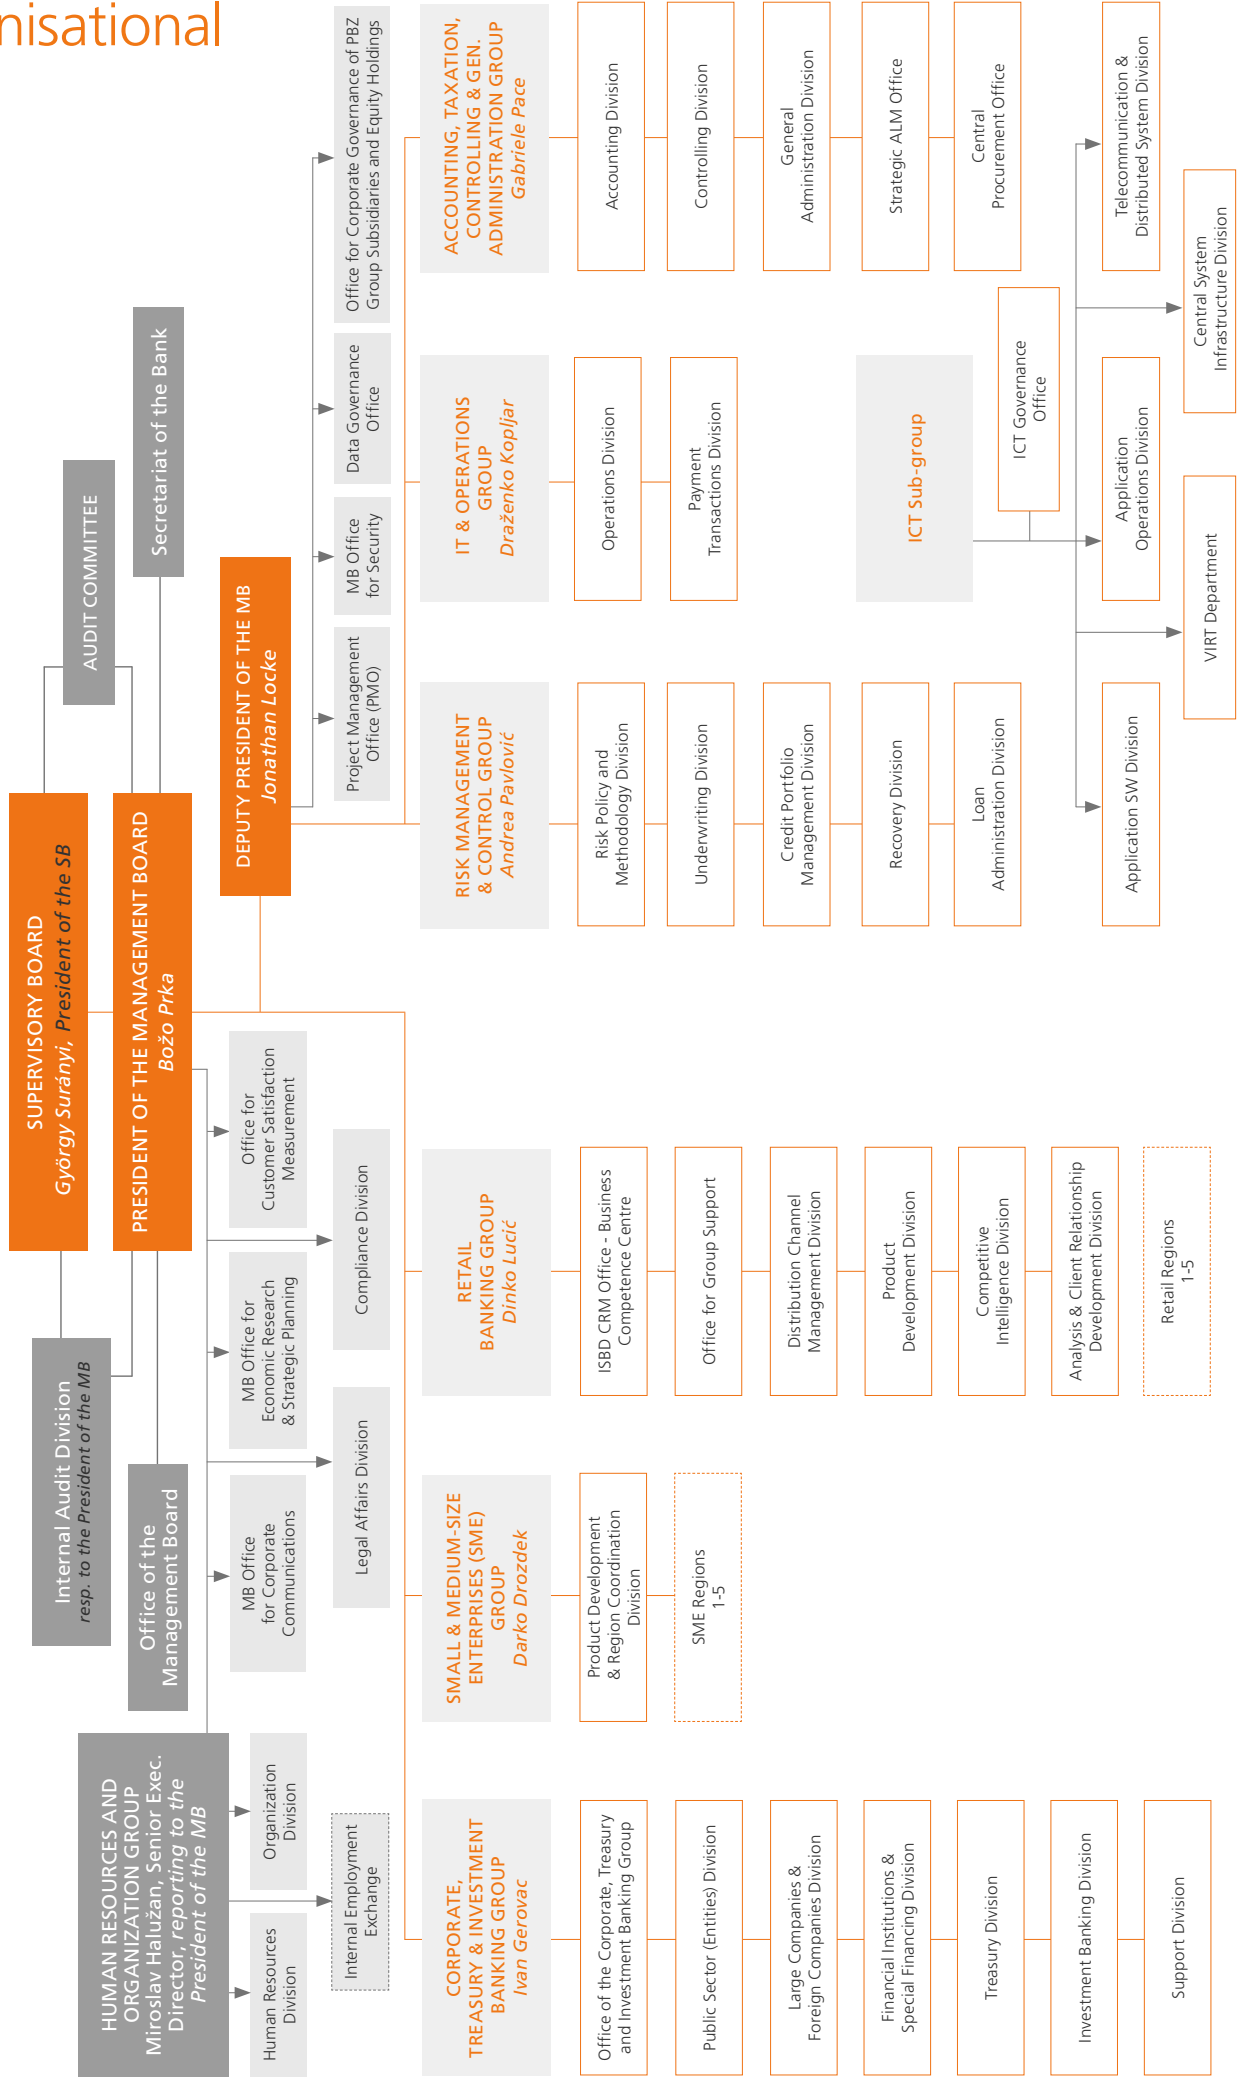 nisational
SUPERVISORY BOARD
György Surányi, President of the SB
AUDIT COMMITTEE
Internal Audit Division
resp. to the President of the MB
PRESIDENT OF THE MANAGEMENT BOARD
Božo Prka
Secretariat of the Bank
Office of the
Management Board
HUMAN RESOURCES AND
ORGANIZATION GROUP
Miroslav Halužan, Senior Exec.
Director, reporting to the
President of the MB
Human Resources
Division
Organization
Division
Internal Employment
Exchange
MB Office
for Corporate
Communications
MB Office for
Economic Research
& Strategic Planning
Office for
Customer Satisfaction
Measurement
Legal Affairs Division
Compliance Division
DEPUTY PRESIDENT OF THE MB
Jonathan Locke
Project Management
Office (PMO)
MB Office
for Security
Data Governance
Office
Office for Corporate Governance of PBZ
Group Subsidiaries and Equity Holdings
CORPORATE,
TREASURY & INVESTMENT
BANKING GROUP
Ivan Gerovac
Office of the Corporate, Treasury
and Investment Banking Group
Public Sector (Entities) Division
Large Companies &
Foreign Companies Division
Financial Institutions &
Special Financing Division
Treasury Division
Investment Banking Division
Support Division
SMALL & MEDIUM-SIZE
ENTERPRISES (SME)
GROUP
Darko Drozdek
Product Development
& Region Coordination
Division
SME Regions
1-5
RETAIL
BANKING GROUP
Dinko Lucić
ISBD CRM Office - Business
Competence Centre
Office for Group Support
Distribution Channel
Management Division
Product
Development Division
Competitive
Intelligence Division
Analysis & Client Relationship
Development Division
Retail Regions
1-5
RISK MANAGEMENT
& CONTROL GROUP
Andrea Pavlović
Risk Policy and
Methodology Division
Underwriting Division
Credit Portfolio
Management Division
Recovery Division
Loan
Administration Division
IT & OPERATIONS
GROUP
Draženko Kopljar
Operations Division
Payment
Transactions Division
ICT Sub-group
ICT Governance
Office
Application SW Division
VIRT Department
Application
Operations Division
Central System
Infrastructure Division
Telecommunication &
Distributed System Division
ACCOUNTING, TAXATION,
CONTROLLING & GEN.
ADMINISTRATION GROUP
Gabriele Pace
Accounting Division
Controlling Division
General
Administration Division
Strategic ALM Office
Central
Procurement Office